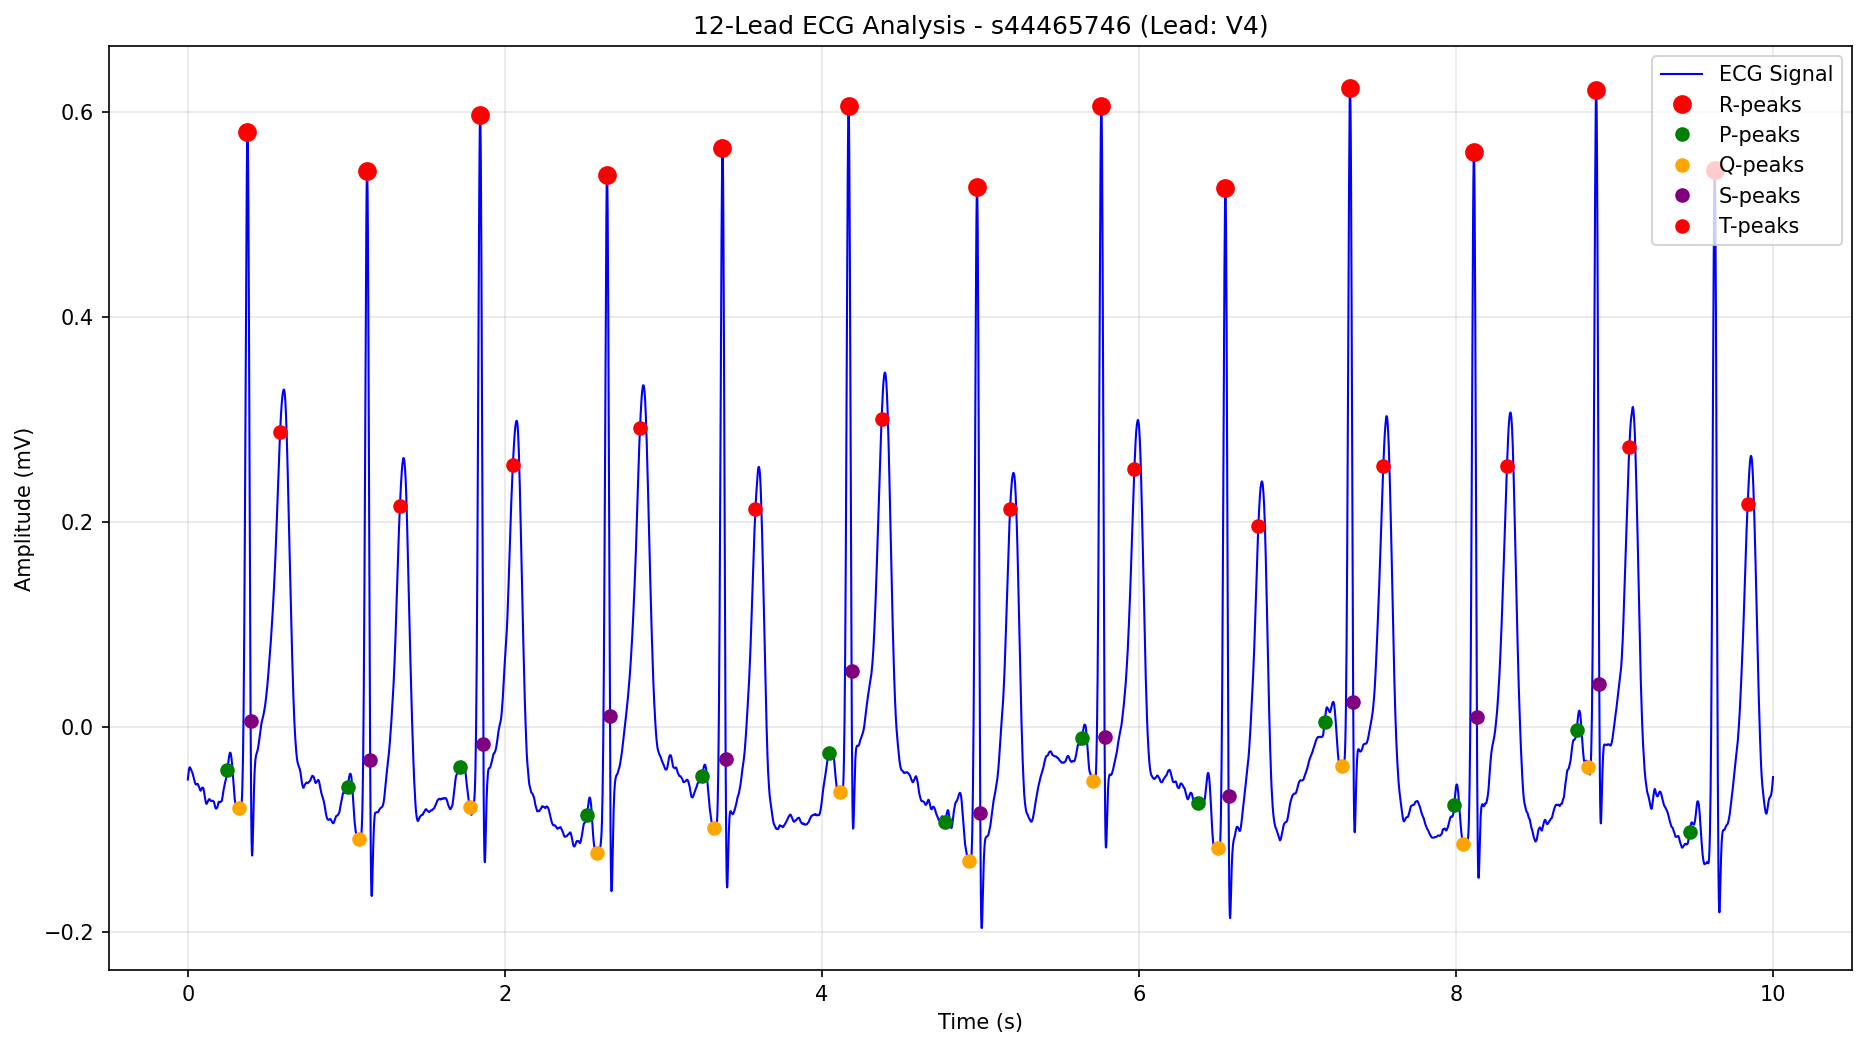 12-Lead ECG Analysis - s44465746 (Lead: V4)
ECG Signal
R-peaks
P-peaks
Q-peaks
S-peaks
T-peaks
Amplitude (mV)
0.6
0.4
0.2
0.0
−0.2
0
2
4
6
8
10
Time (s)